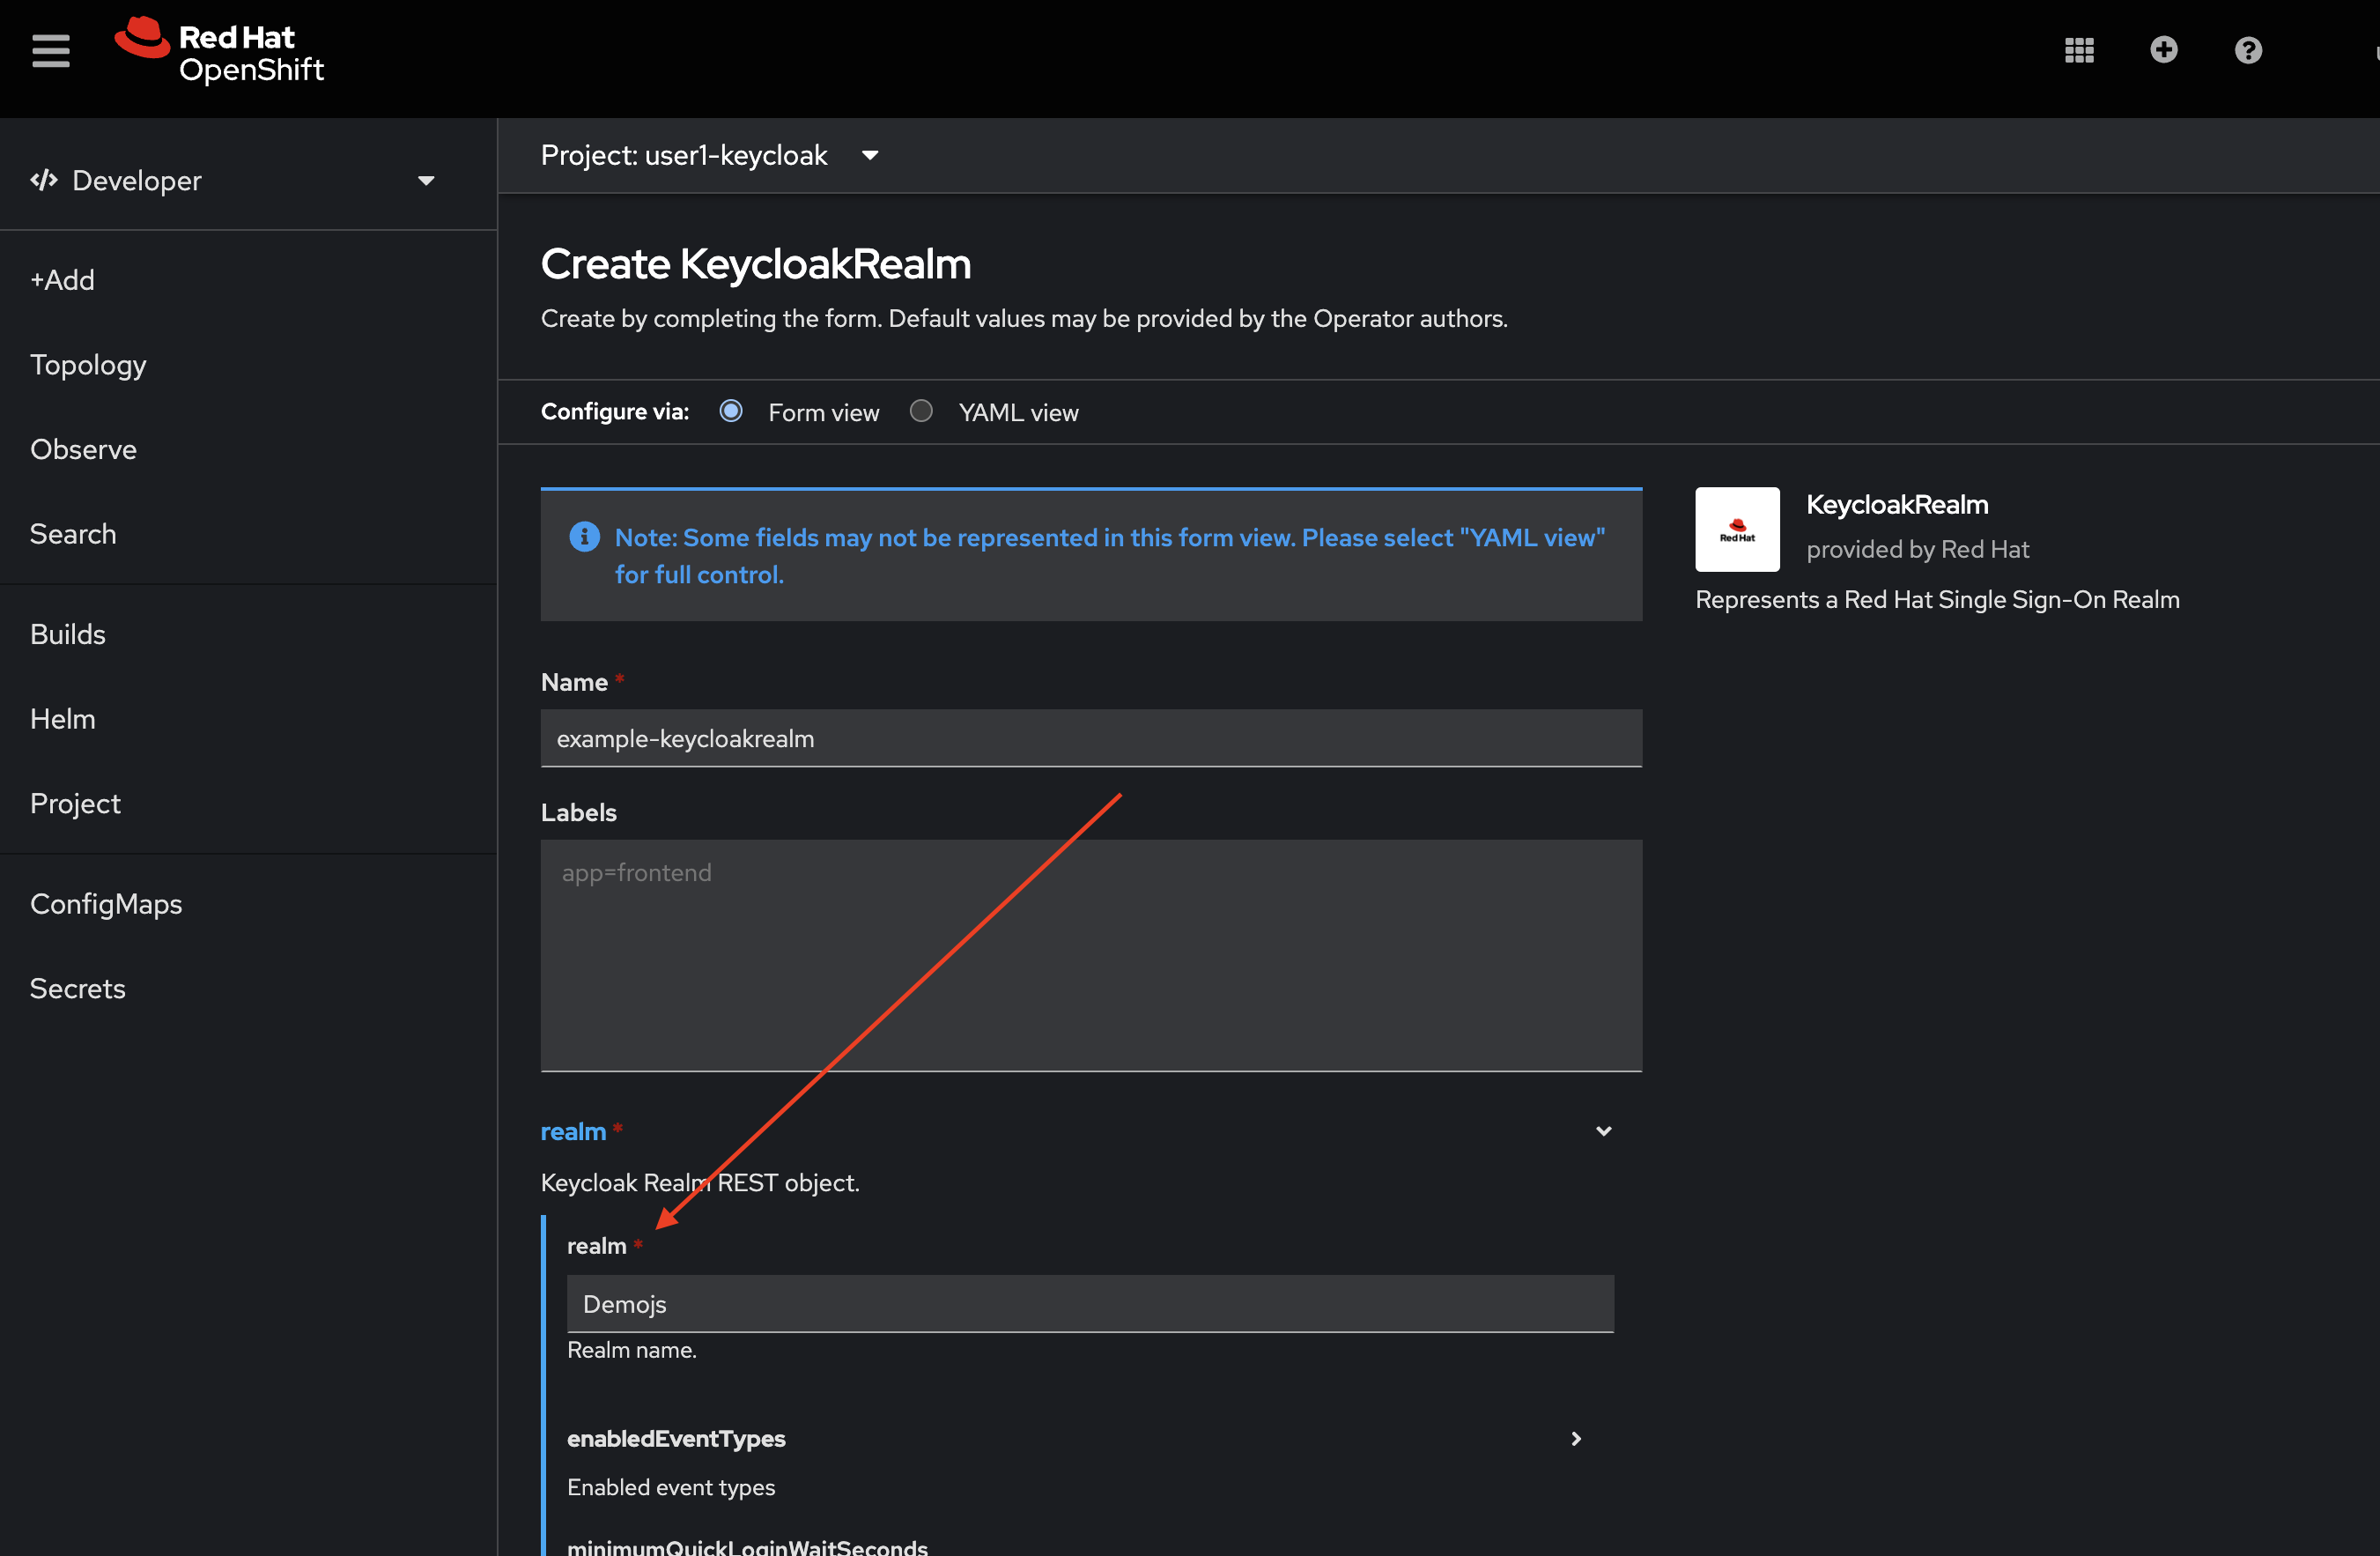 Red Hat
OpenShift
Developer
Project: user1-keycloak
+Add
Topology
Observe
Search
Builds
Helm
Project
ConfigMaps
Secrets
Create KeycloakRealm
Create by completing the form. Default values may be provided by the Operator authors.
Configure via: Form view YAML view
Note: Some fields may not be represented in this form view. Please select "YAML view"
for full control.
KeycloakRealm
provided by Red Hat
Red Hat
Represents a Red Hat Single Sign-On Realm
Name *
example-keycloakrealm
Labels
app=frontend
realm *
Keycloak Realm REST object.
realm *
Demojs
Realm name.
enabledEventTypes
Enabled event types
minimumQuickLoginWaitSeconds